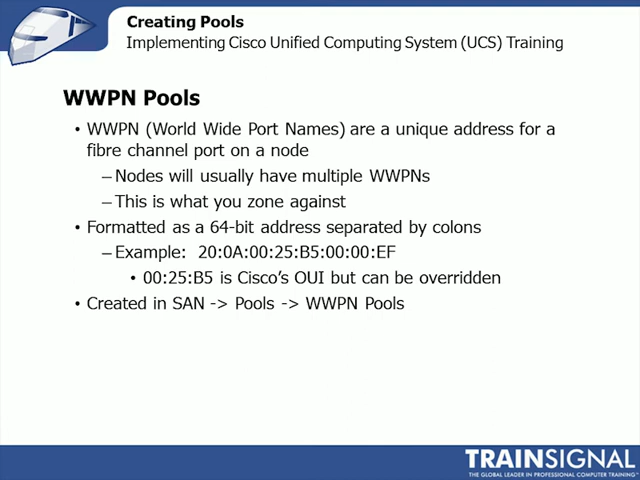 Creating Pools
Implementing Cisco Unified Computing System (UCS) Training
WWPN Pools
• WWPN (World Wide Port Names) are a unique address for a
fibre channel port on a node
– Nodes will usually have multiple WWPNs
– This is what you zone against
• Formatted as a 64-bit address separated by colons
– Example: 20:0A:00:25:B5:00:00:EF
• 00:25:B5 is Cisco's OUI but can be overridden
• Created in SAN -> Pools -> WWPN Pools
TRAINSIGNAL
THE GLOBAL LEADER IN PROFESSIONAL COMPUTER TRAINING